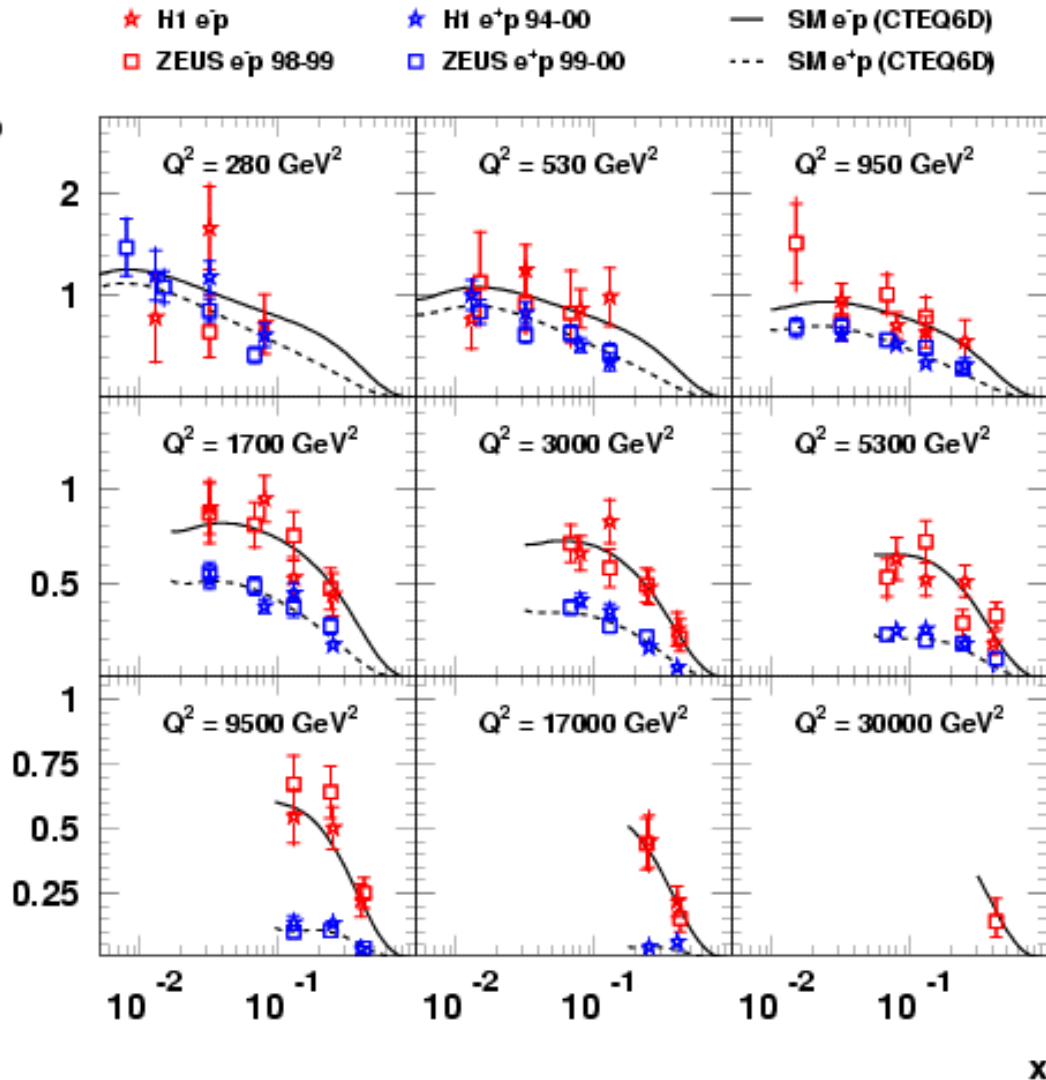 H1 e⁻p H1 e⁺p 94-00 SM e⁻p (CTEQ6D)
ZEUS e⁻p 98-99 ZEUS e⁺p 99-00 SM e⁺p (CTEQ6D)
Q² = 280 GeV² Q² = 530 GeV² Q² = 950 GeV²
2
1
Q² = 1700 GeV² Q² = 3000 GeV² Q² = 5300 GeV²
1
0.5
1
Q² = 9500 GeV² Q² = 17000 GeV² Q² = 30000 GeV²
0.75
0.5
0.25
10⁻² 10⁻¹ 10⁻² 10⁻¹ 10⁻² 10⁻¹
x